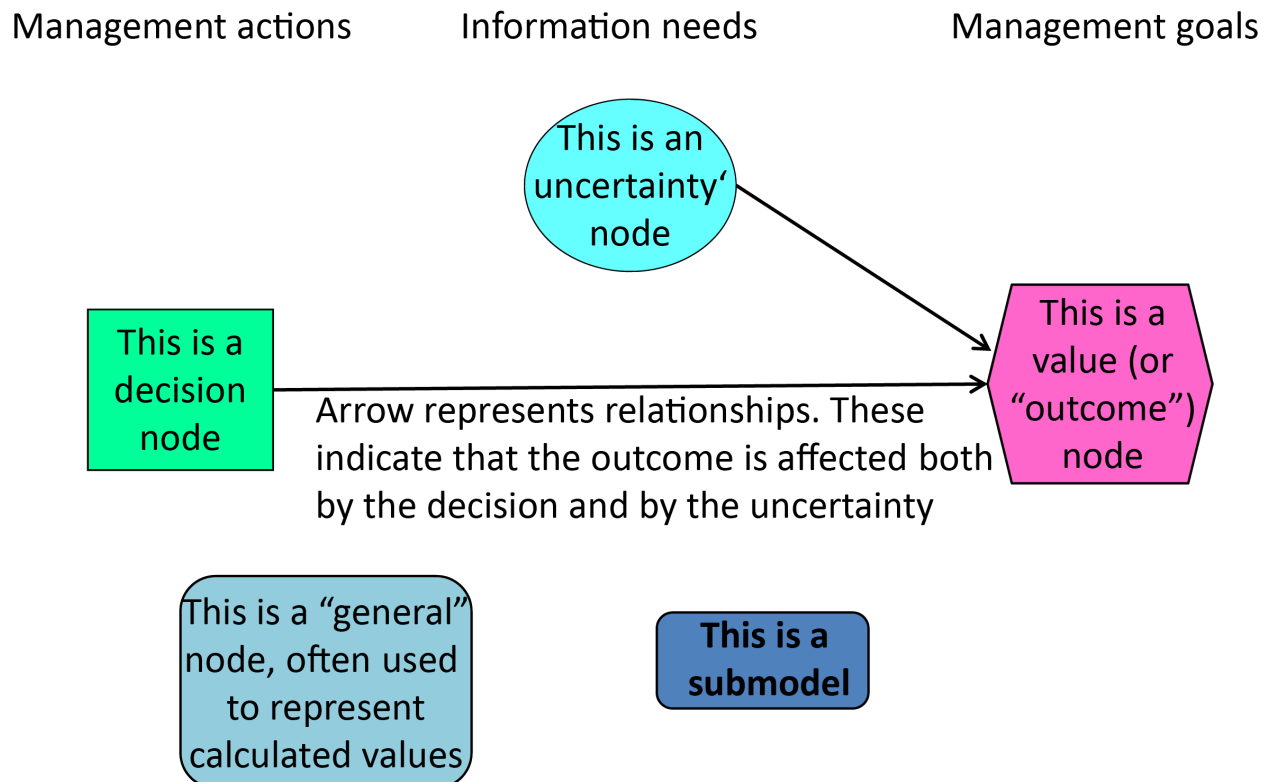 Management actions
Information needs
Management goals
This is an
uncertainty‘
node
This is a
decision
node
This is a
value (or
“outcome”)
node
Arrow represents relationships. These
indicate that the outcome is affected both
by the decision and by the uncertainty
This is a “general”
node, often used
to represent
calculated values
This is a
submodel